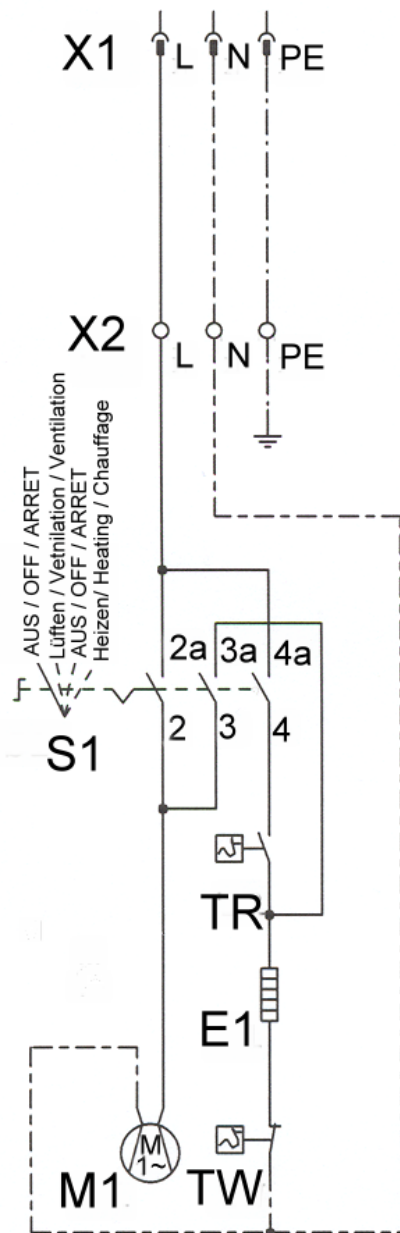 X1 L N PE
X2 L N PE
AUS / OFF / ARRET
Lüften / Vetnilation / Ventilation
AUS / OFF / ARRET
Heizen/ Heating / Chauffage
2a 3a 4a
S1 2 3 4
TR
E1
M
1~
M1 TW